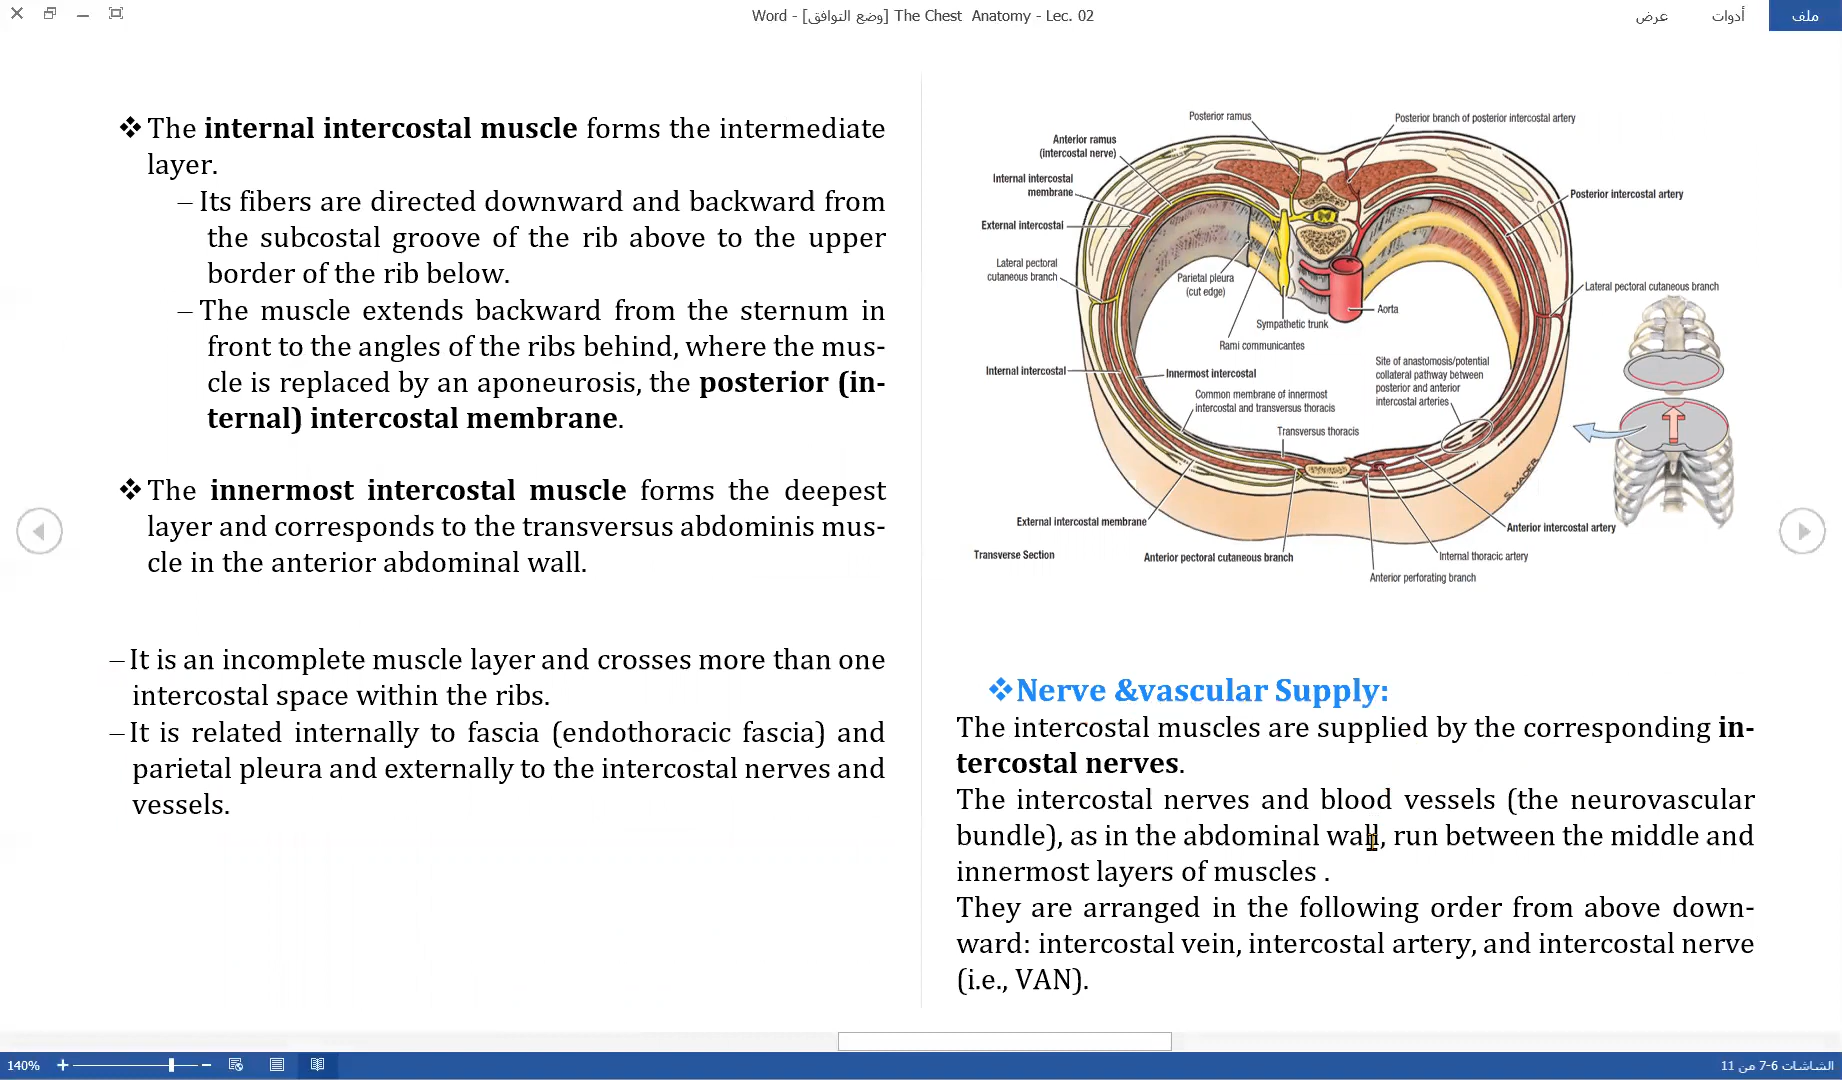 Word - [وضع التوافق] The Chest  Anatomy - Lec. 02
عرض
أدوات
ملف
❖ The internal intercostal muscle forms the intermediate
layer.
– Its fibers are directed downward and backward from
the subcostal groove of the rib above to the upper
border of the rib below.
– The muscle extends backward from the sternum in
front to the angles of the ribs behind, where the mus-
cle is replaced by an aponeurosis, the posterior (in-
ternal) intercostal membrane.
❖ The innermost intercostal muscle forms the deepest
layer and corresponds to the transversus abdominis mus-
cle in the anterior abdominal wall.
– It is an incomplete muscle layer and crosses more than one
intercostal space within the ribs.
– It is related internally to fascia (endothoracic fascia) and
parietal pleura and externally to the intercostal nerves and
vessels.
Posterior ramus
Posterior branch of posterior intercostal artery
Anterior ramus
(intercostal nerve)
Internal intercostal
membrane
Posterior intercostal artery
External intercostal
Lateral pectoral
cutaneous branch
Parietal pleura
(cut edge)
Lateral pectoral cutaneous branch
Aorta
Sympathetic trunk
Rami communicantes
Internal intercostal
Innermost intercostal
Site of anastomosis/potential
collateral pathway between
posterior and anterior
intercostal arteries
Common membrane of innermost
intercostal and transversus thoracis
Transversus thoracis
S. MADER
External intercostal membrane
Anterior intercostal artery
Transverse Section
Anterior pectoral cutaneous branch
Internal thoracic artery
Anterior perforating branch
❖Nerve &vascular Supply:
The intercostal muscles are supplied by the corresponding in-
tercostal nerves.
The intercostal nerves and blood vessels (the neurovascular
bundle), as in the abdominal wall, run between the middle and
innermost layers of muscles .
They are arranged in the following order from above down-
ward: intercostal vein, intercostal artery, and intercostal nerve
(i.e., VAN).
140%
الشاشات 6-7 من 11